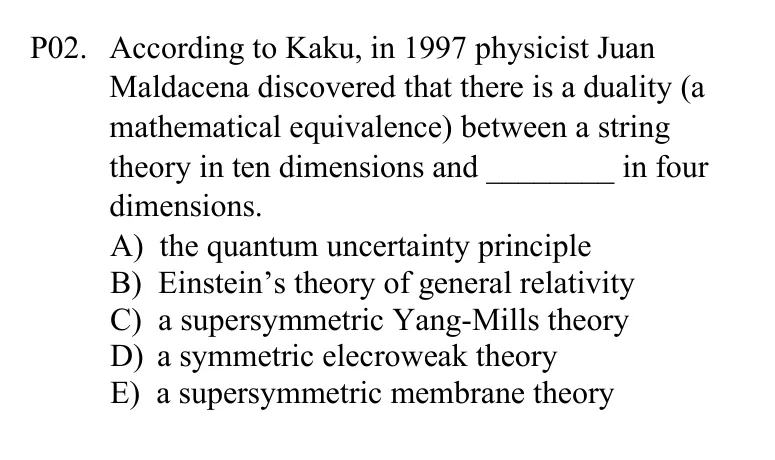 P02. According to Kaku, in 1997 physicist Juan
Maldacena discovered that there is a duality (a
mathematical equivalence) between a string
theory in ten dimensions and ________ in four
dimensions.
A) the quantum uncertainty principle
B) Einstein’s theory of general relativity
C) a supersymmetric Yang-Mills theory
D) a symmetric elecroweak theory
E) a supersymmetric membrane theory